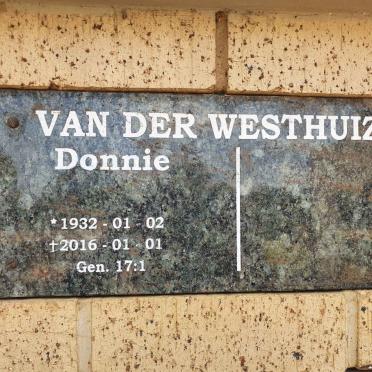 VAN DER WESTHUIZ
Donnie
*1932 - 01 - 02
†2016 - 01 - 01
Gen. 17:1